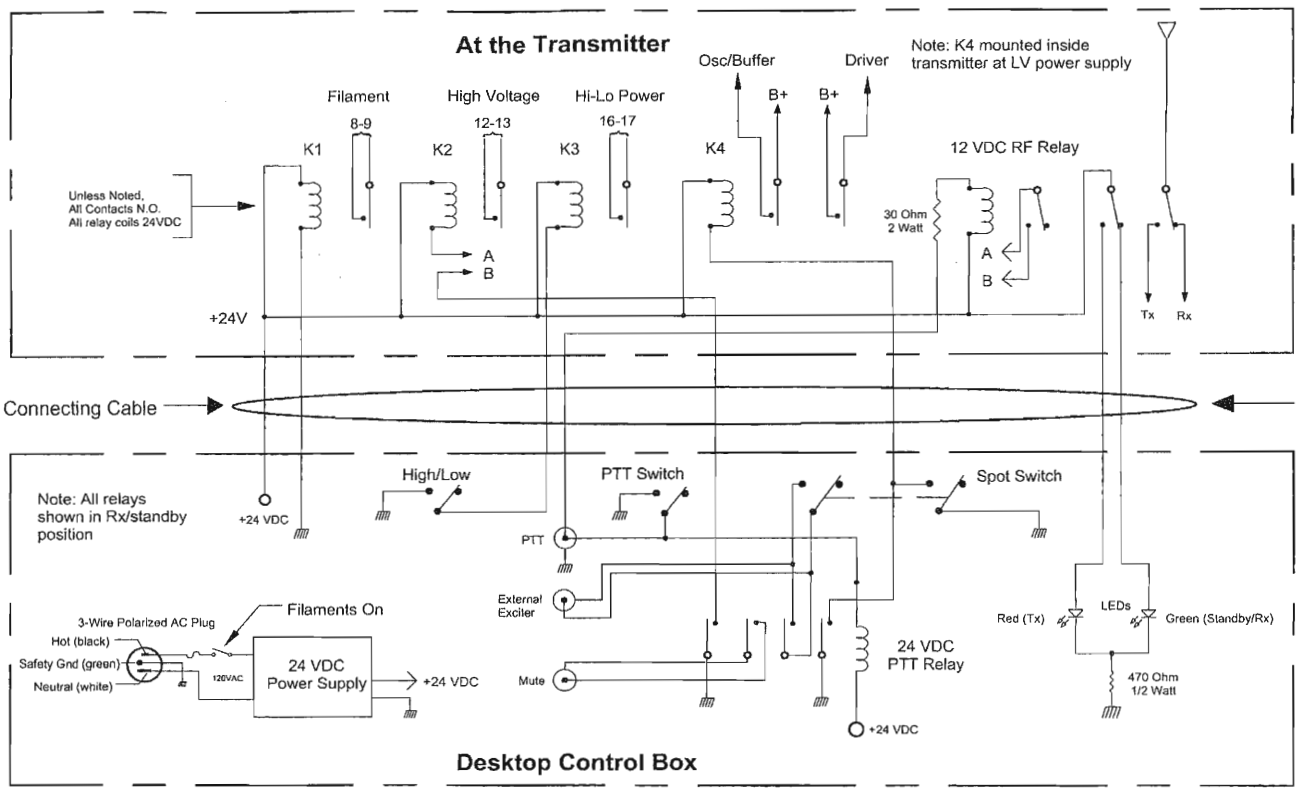 At the Transmitter
Note: K4 mounted inside
transmitter at LV power supply
Osc/Buffer
Driver
B+
B+
Filament
8-9
High Voltage
12-13
Hi-Lo Power
16-17
K1
K2
K3
K4
12 VDC RF Relay
Unless Noted,
All Contacts N.O.
All relay coils 24VDC
30 Ohm
2 Watt
A
B
A
B
+24V
Tx
Rx
Connecting Cable
Note: All relays
shown in Rx/standby
position
+24 VDC
High/Low
PTT Switch
Spot Switch
PTT
External
Exciter
Mute
24 VDC
PTT Relay
+24 VDC
Red (Tx)
LEDs
Green (Standby/Rx)
470 Ohm
1/2 Watt
Filaments On
3-Wire Polarized AC Plug
Hot (black)
Safety Gnd (green)
Neutral (white)
120VAC
24 VDC
Power Supply
+24 VDC
Desktop Control Box